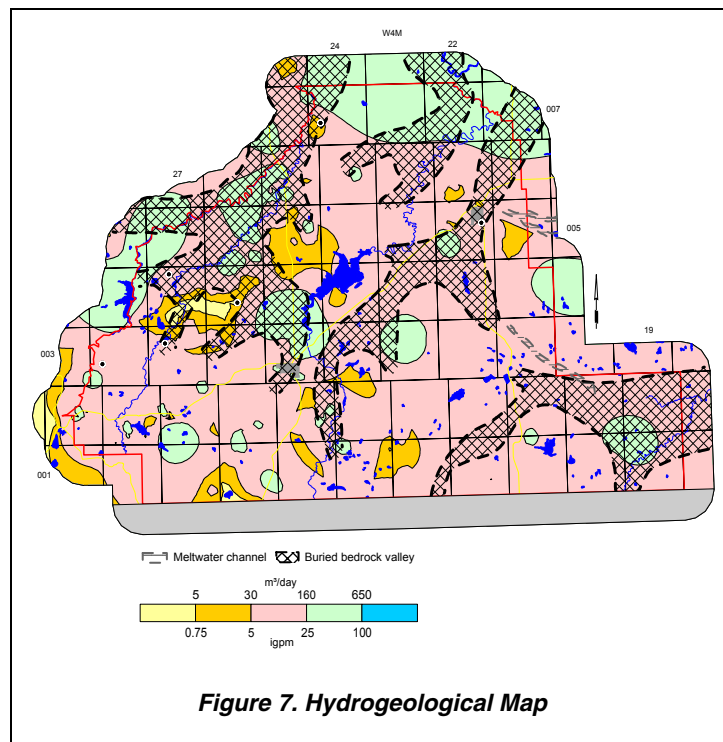 W4M
24 22
007
27
005
19
003
001
Meltwater channel Buried bedrock valley
m³/day
5 30 160 650
0.75 5 25 100
igpm
Figure 7. Hydrogeological Map